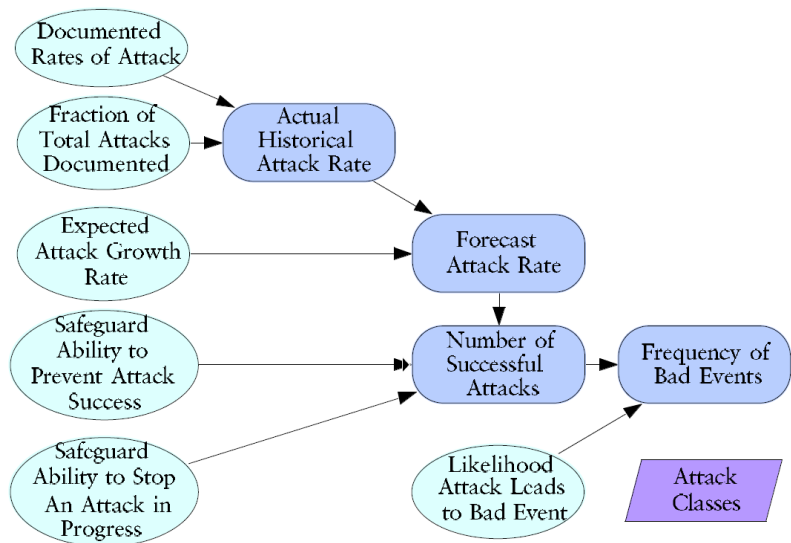 Documented
Rates of Attack
Fraction of
Total Attacks
Documented
Actual
Historical
Attack Rate
Expected
Attack Growth
Rate
Forecast
Attack Rate
Safeguard
Ability to
Prevent Attack
Success
Number of
Successful
Attacks
Frequency of
Bad Events
Safeguard
Ability to Stop
An Attack in
Progress
Likelihood
Attack Leads
to Bad Event
Attack
Classes